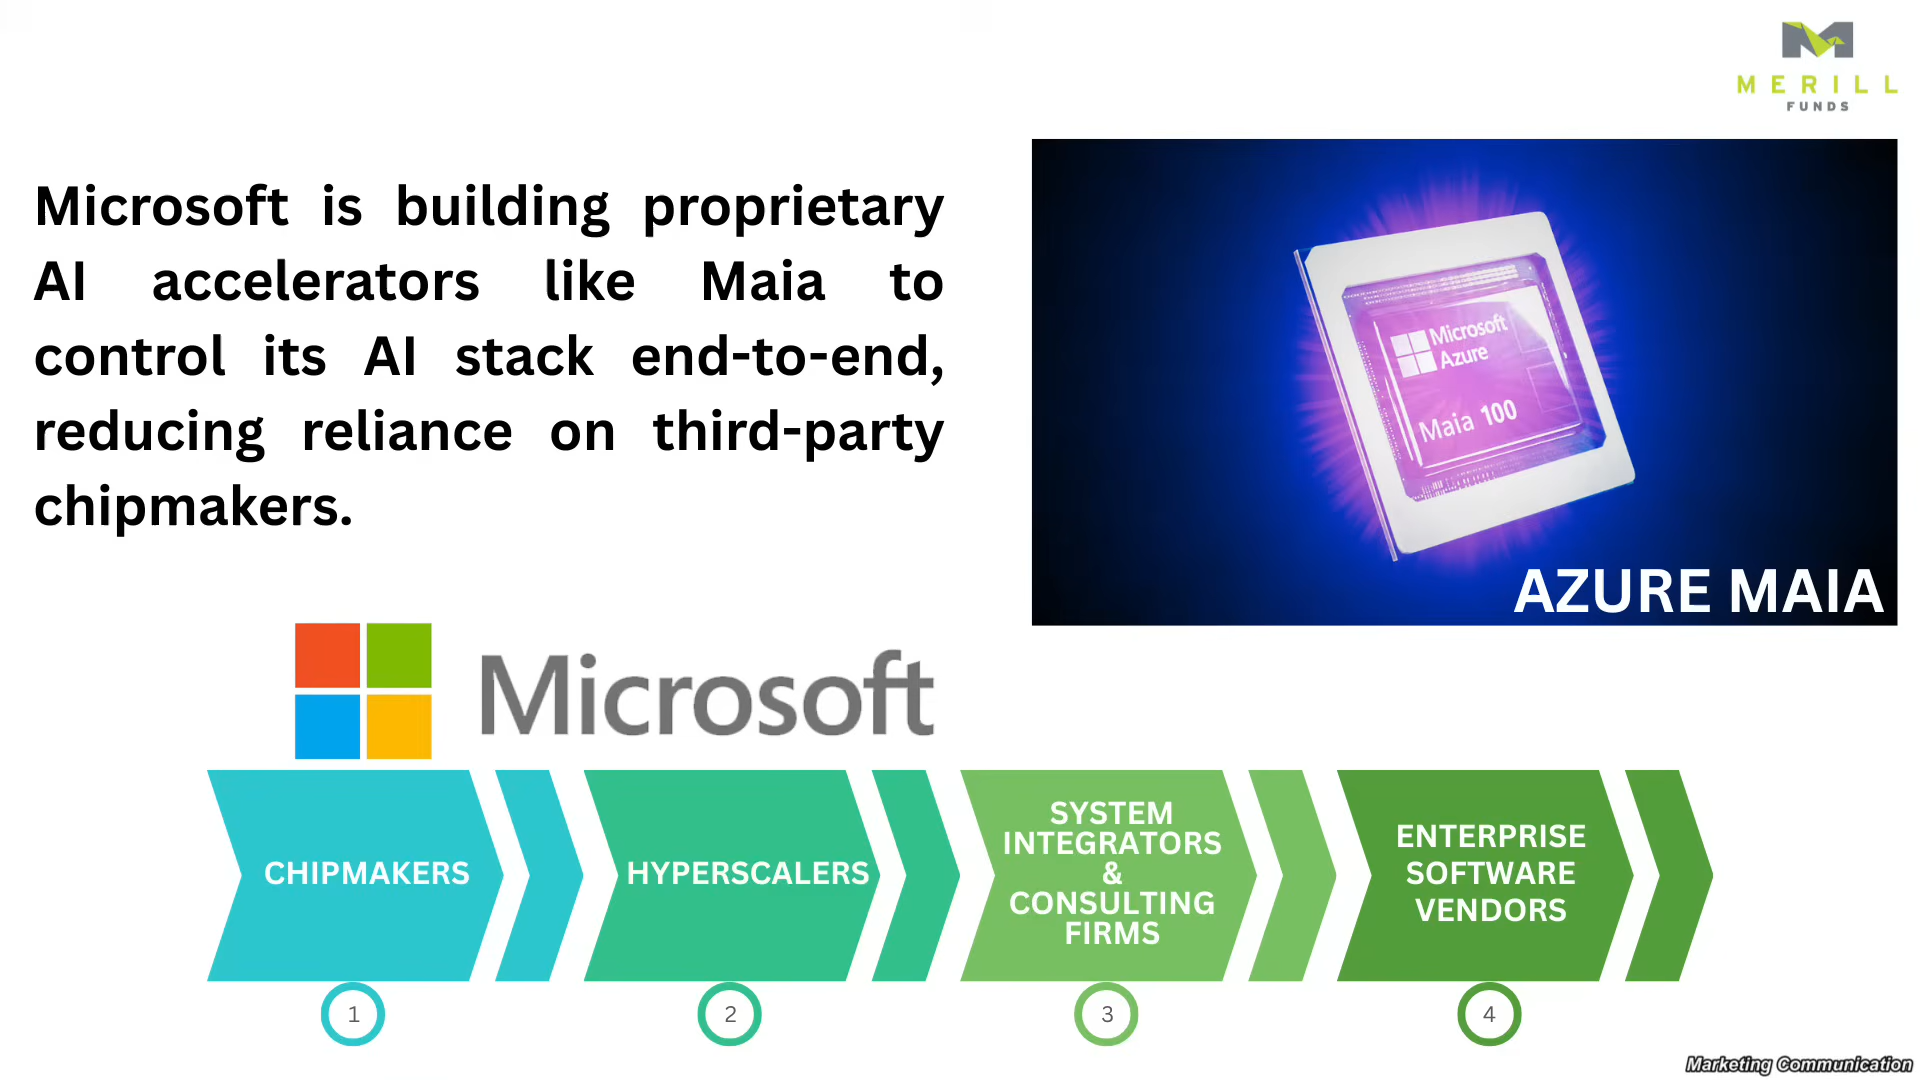 MERILL
FUNDS
Microsoft is building proprietary
AI accelerators like Maia to
control its AI stack end-to-end,
reducing reliance on third-party
chipmakers.
Microsoft
Azure
Maia 100
AZURE MAIA
Microsoft
CHIPMAKERS
HYPERSCALERS
SYSTEM
INTEGRATORS
&
CONSULTING
FIRMS
ENTERPRISE
SOFTWARE
VENDORS
1
2
3
4
Marketing Communication